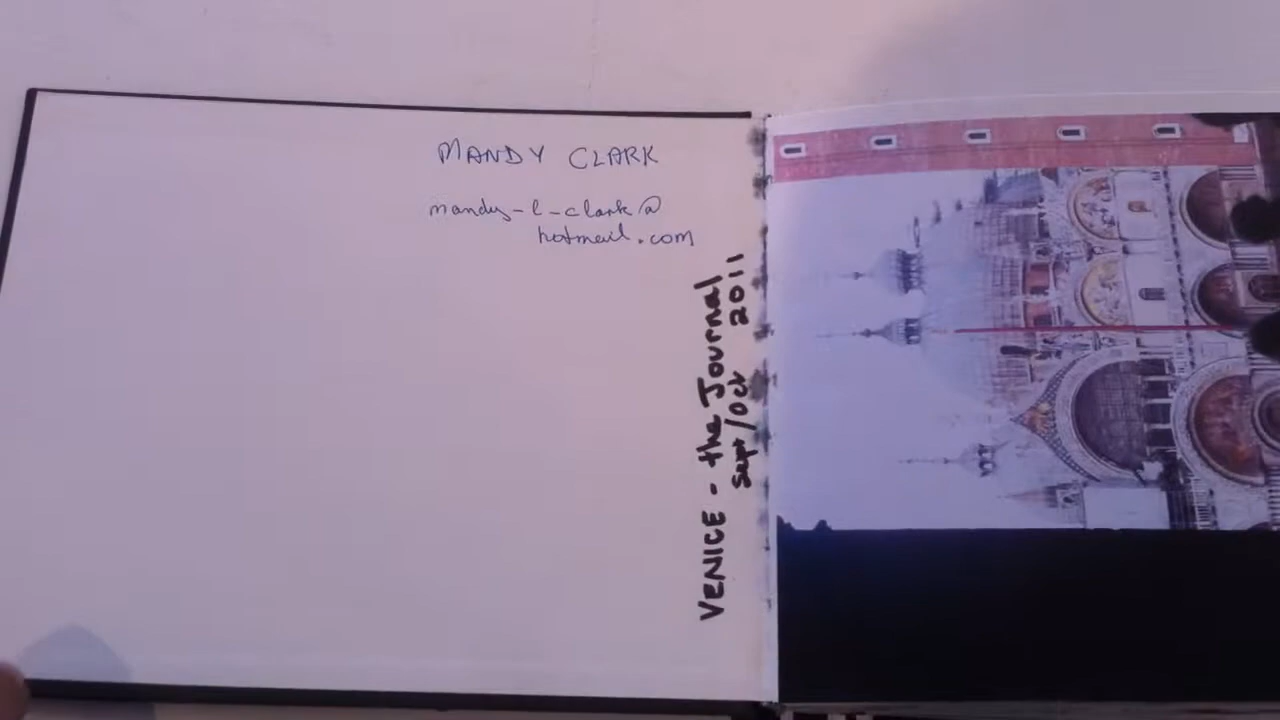 MANDY CLARK
mandy-l-clark@
hotmail.com
VENICE - the Journal
Sept/Oct 2011